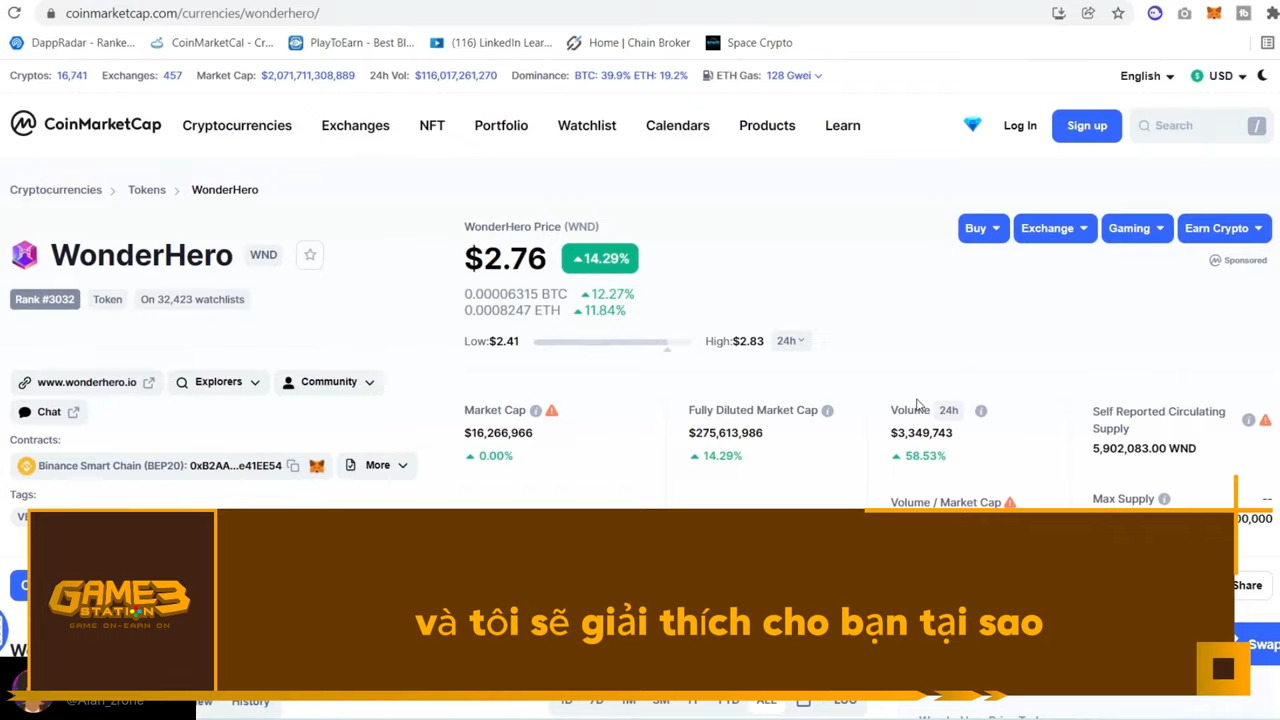 coinmarketcap.com/currencies/wonderhero/
DappRadar - Ranke... CoinMarketCal - Cr... PlayToEarn - Best Bl... (116) LinkedIn Lear... Home | Chain Broker Space Crypto
Cryptos: 16,741 Exchanges: 457 Market Cap: $2,071,711,308,889 24h Vol: $116,017,261,270 Dominance: BTC: 39.9% ETH: 19.2% ETH Gas: 128 Gwei English USD
CoinMarketCap Cryptocurrencies Exchanges NFT Portfolio Watchlist Calendars Products Learn Log In Sign up Search /
Cryptocurrencies Tokens WonderHero
WonderHero WND
Rank #3032 Token On 32,423 watchlists
WonderHero Price (WND)
$2.76 14.29%
0.00006315 BTC 12.27%
0.0008247 ETH 11.84%
Low:$2.41 High:$2.83 24h
Buy Exchange Gaming Earn Crypto
Sponsored
www.wonderhero.io Explorers Community
Chat
Contracts:
Binance Smart Chain (BEP20): 0xB2AA...e41EE54 More
Tags:
Market Cap
$16,266,966
0.00%
Fully Diluted Market Cap
$275,613,986
14.29%
Volume 24h
$3,349,743
58.53%
Volume / Market Cap
Self Reported Circulating
Supply
5,902,083.00 WND
Max Supply --
00,000
Share
GAME3
STATION
GAME ON-EARN ON
và tôi sẽ giải thích cho bạn tại sao
Swap
History
ALL LOG